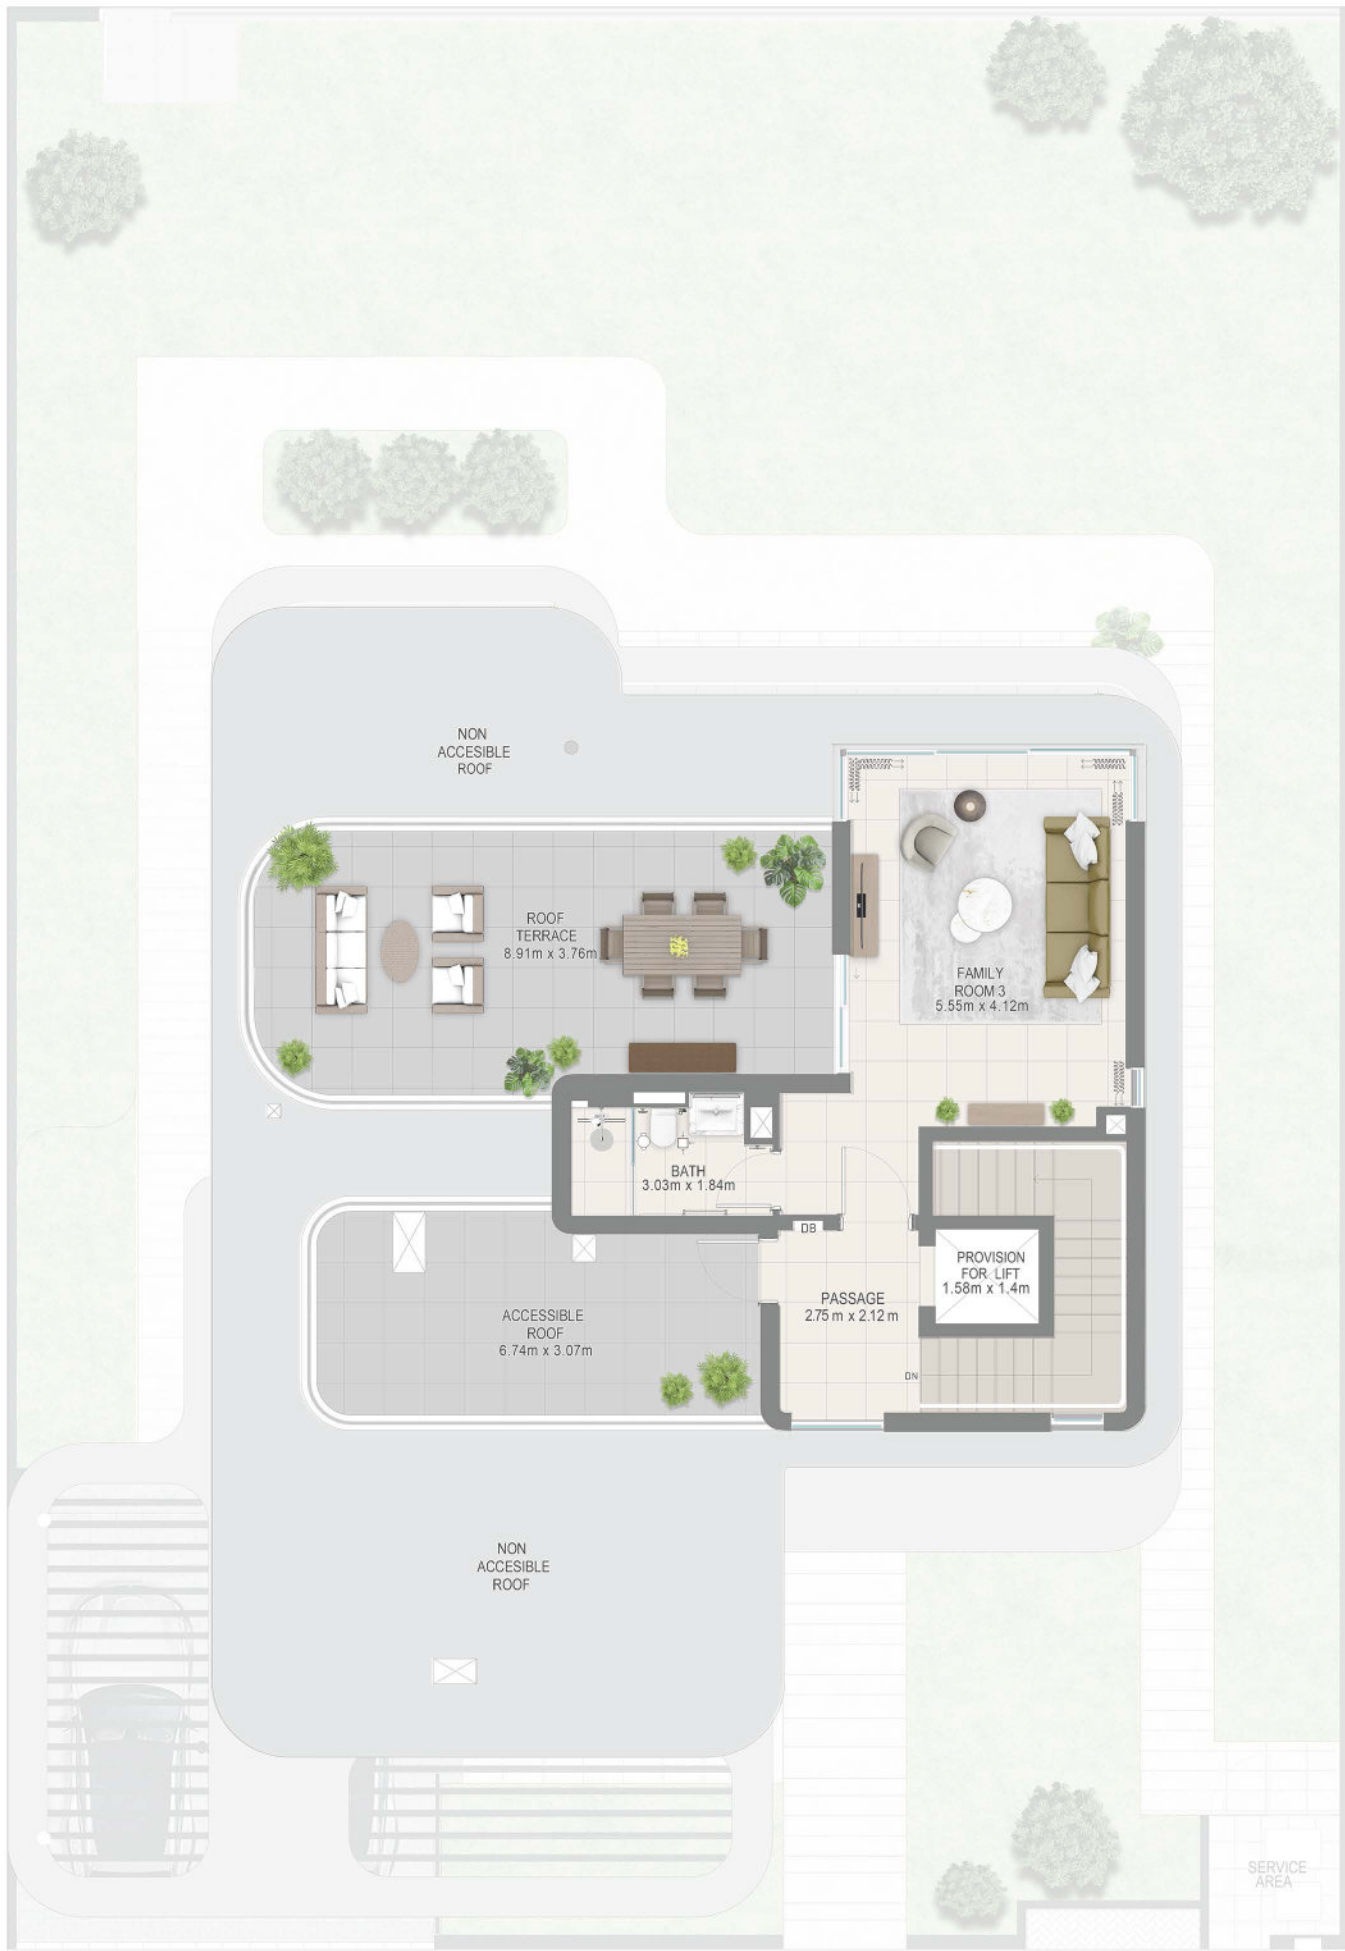 NON
ACCESIBLE
ROOF
ROOF
TERRACE
8.91m x 3.76m
FAMILY
ROOM 3
5.55m x 4.12m
BATH
3.03m x 1.84m
DB
PROVISION
FOR LIFT
1.58m x 1.4m
PASSAGE
2.75 m x 2.12 m
ACCESSIBLE
ROOF
6.74m x 3.07m
DN
NON
ACCESIBLE
ROOF
SERVICE
AREA